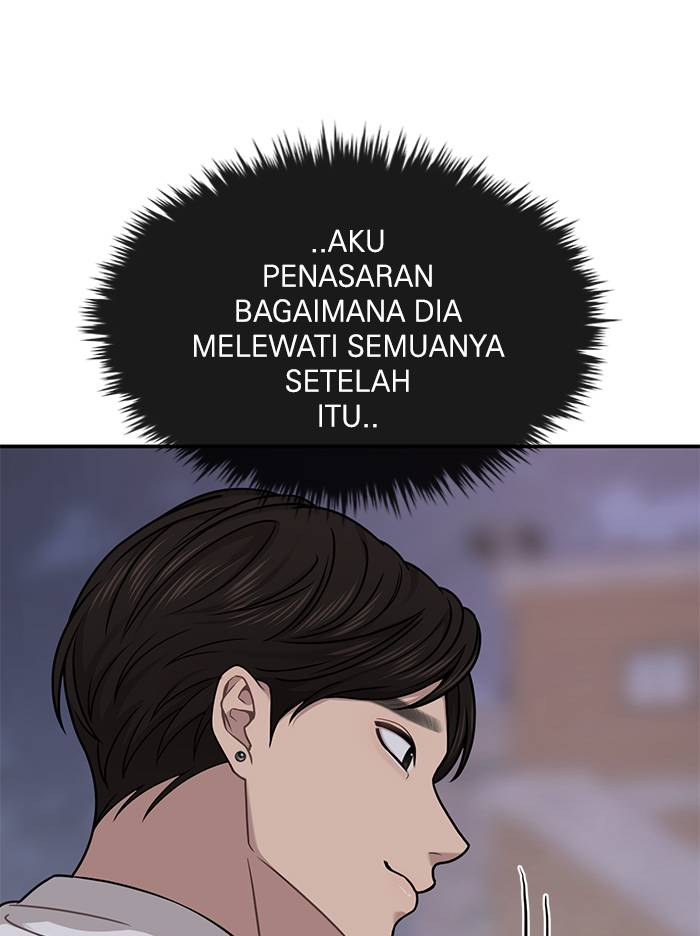 ..AKU
PENASARAN
BAGAIMANA DIA
MELEWATI SEMUANYA
SETELAH
ITU..